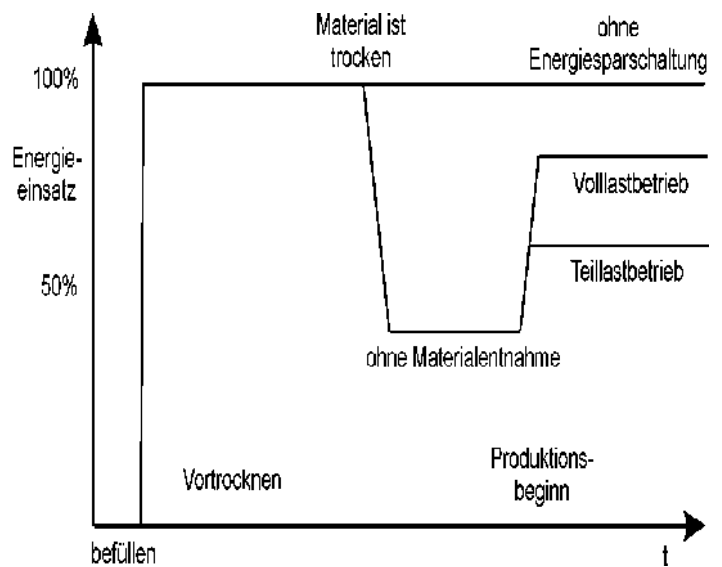 Material ist
trocken
ohne
Energiesparschaltung
100%
Energie-
einsatz
Volllastbetrieb
50%
Teillastbetrieb
ohne Materialentnahme
Vortrocknen
Produktions-
beginn
befüllen
t